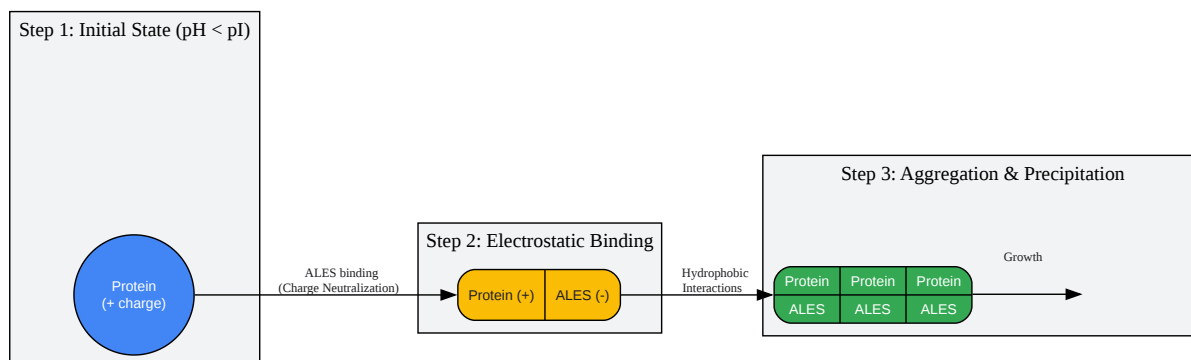 Step 1: Initial State (pH < pI)
Protein
(+ charge)
ALES binding
(Charge Neutralization)
Step 2: Electrostatic Binding
Protein (+)
ALES (-)
Hydrophobic
Interactions
Step 3: Aggregation & Precipitation
Protein Protein Protein
ALES ALES ALES
Growth